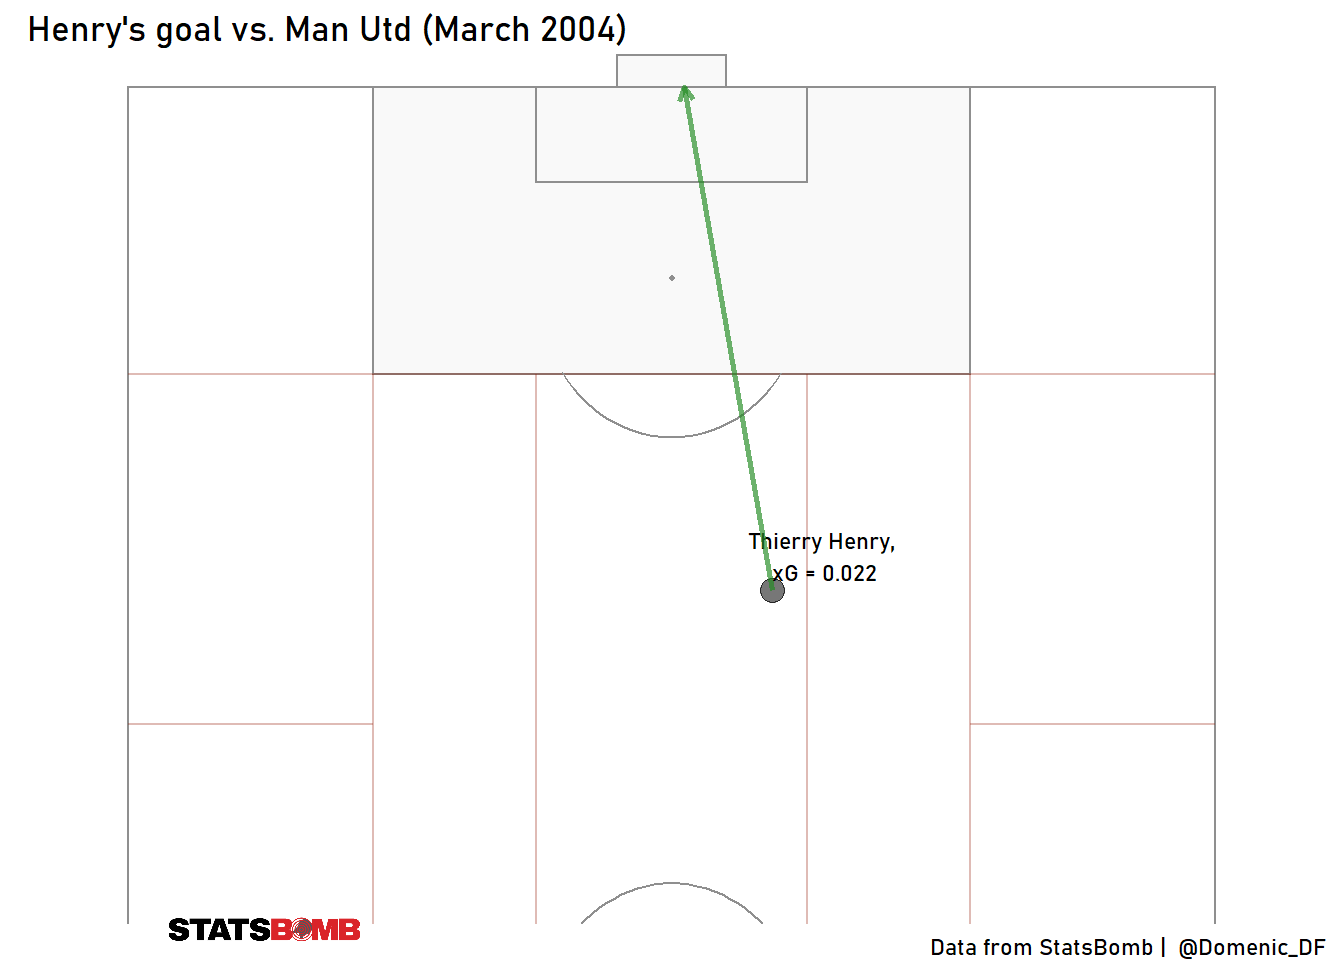 Henry's goal vs. Man Utd (March 2004)
Thierry Henry,
xG = 0.022
STATSBOMB
Data from StatsBomb | @Domenic_DF